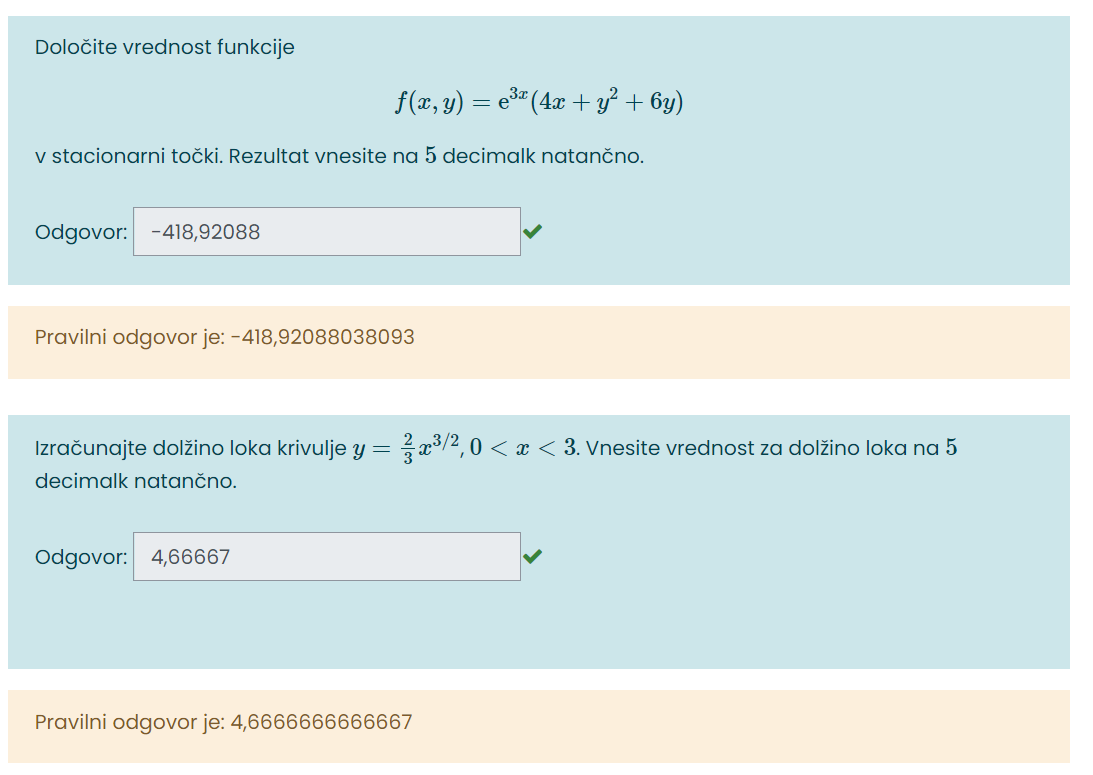 Določite vrednost funkcije
f(x, y) = e^{3x}(4x + y^2 + 6y)
v stacionarni točki. Rezultat vnesite na 5 decimalk natančno.
Odgovor: -418,92088
Pravilni odgovor je: -418,92088038093
Izračunajte dolžino loka krivulje y = \frac{2}{3}x^{3/2}, 0 < x < 3. Vnesite vrednost za dolžino loka na 5
decimalk natančno.
Odgovor: 4,66667
Pravilni odgovor je: 4,6666666666667